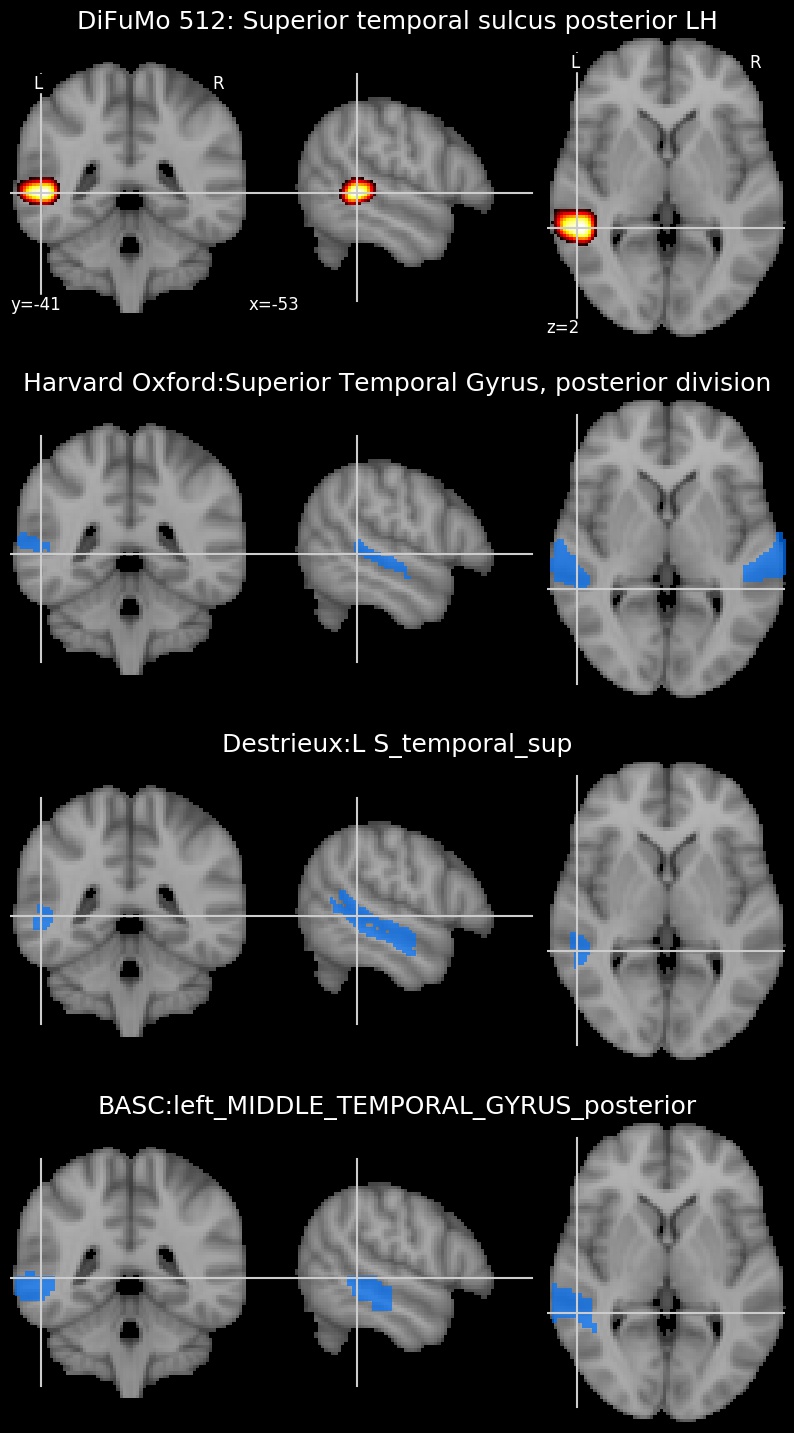 DiFuMo 512: Superior temporal sulcus posterior LH
L R L R
y=-41 x=-53 z=2
Harvard Oxford:Superior Temporal Gyrus, posterior division
Destrieux:L S_temporal_sup
BASC:left_MIDDLE_TEMPORAL_GYRUS_posterior